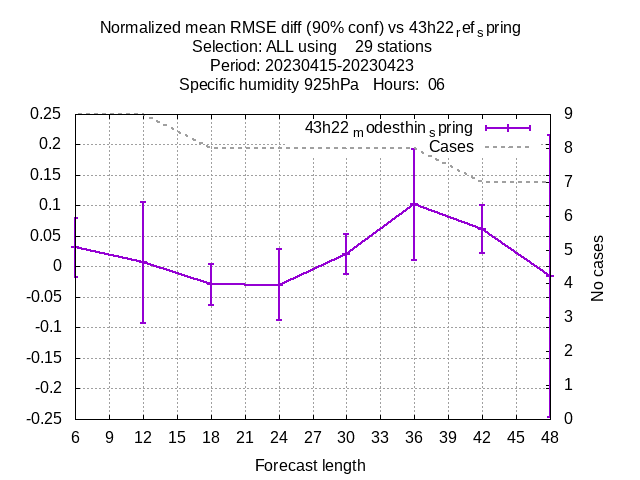 Normalized mean RMSE diff (90% conf) vs 43h22refspring
Selection: ALL using 29 stations
Period: 20230415-20230423
Specific humidity 925hPa Hours: 06
43h22modesthinspring
Cases
0.25
0.2
0.15
0.1
0.05
0
-0.05
-0.1
-0.15
-0.2
-0.25
9
8
7
6
5
4
3
2
1
0
No cases
6 9 12 15 18 21 24 27 30 33 36 39 42 45 48
Forecast length